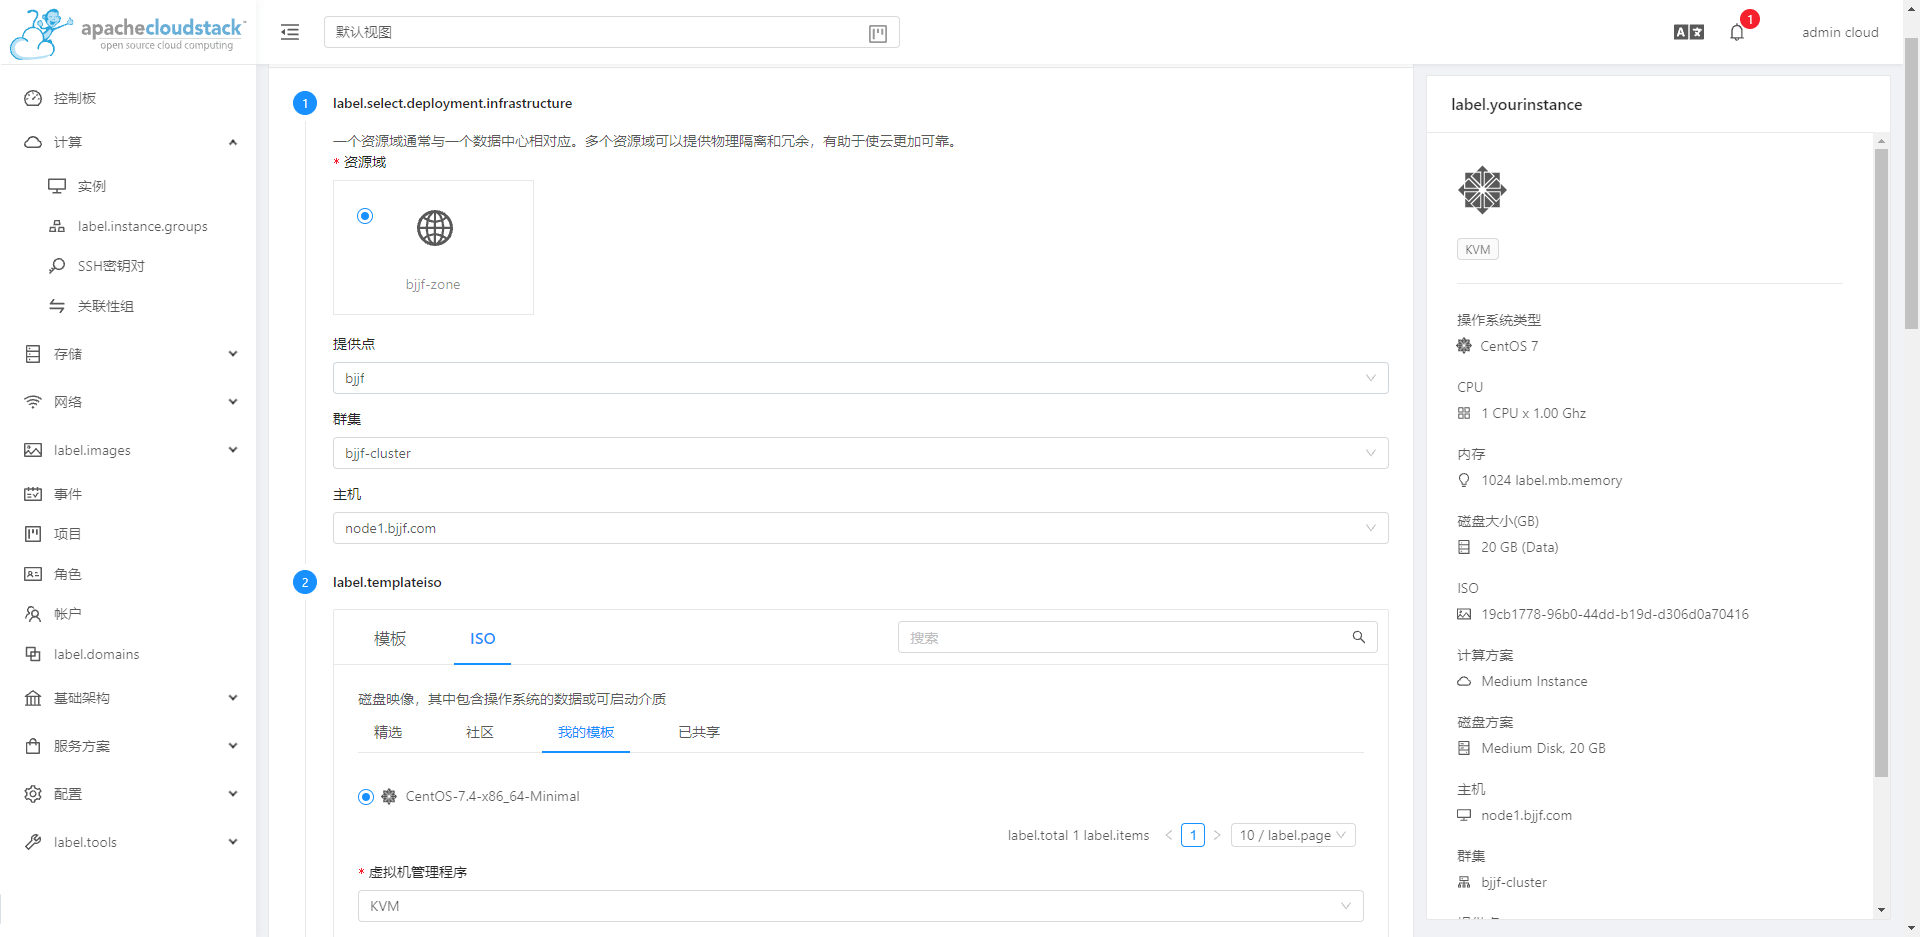 apachecloudstack™
open source cloud computing
默认视图
1
admin cloud
控制板
计算
实例
label.instance.groups
SSH密钥对
关联性组
存储
网络
label.images
事件
项目
角色
帐户
label.domains
基础架构
服务方案
配置
label.tools
1 label.select.deployment.infrastructure
一个资源域通常与一个数据中心相对应。多个资源域可以提供物理隔离和冗余，有助于使云更加可靠。
* 资源域
bjjf-zone
提供点
bjjf
群集
bjjf-cluster
主机
node1.bjjf.com
2 label.templateiso
模板 ISO 搜索
磁盘映像，其中包含操作系统的数据或可启动介质
精选 社区 我的模板 已共享
CentOS-7.4-x86_64-Minimal
label.total 1 label.items < 1 > 10 / label.page
* 虚拟机管理程序
KVM
label.yourinstance
KVM
操作系统类型
CentOS 7
CPU
1 CPU x 1.00 Ghz
内存
1024 label.mb.memory
磁盘大小(GB)
20 GB (Data)
ISO
19cb1778-96b0-44dd-b19d-d306d0a70416
计算方案
Medium Instance
磁盘方案
Medium Disk, 20 GB
主机
node1.bjjf.com
群集
bjjf-cluster